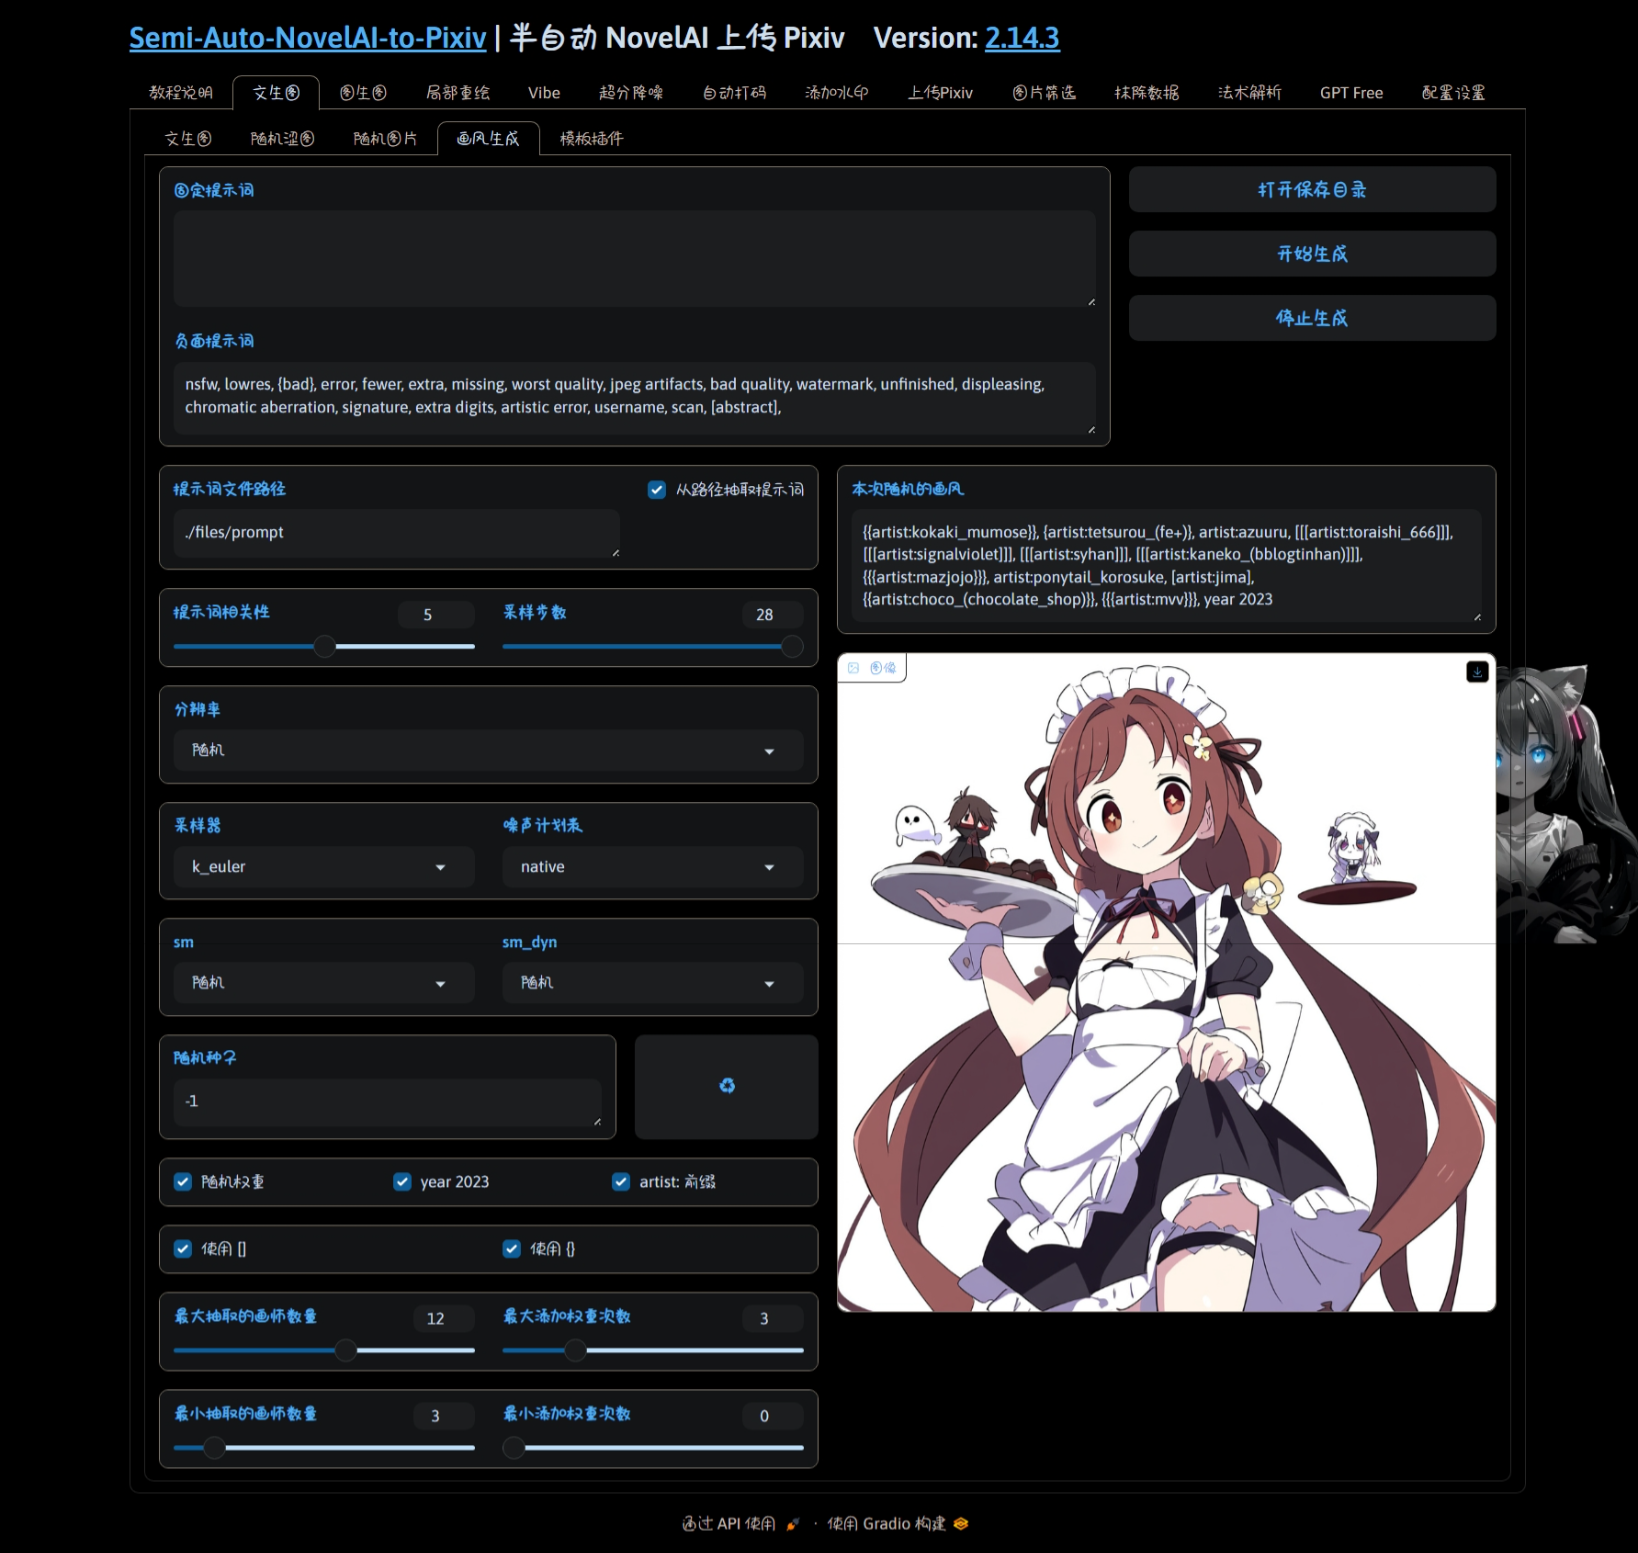 Semi-Auto-NovelAI-to-Pixiv | 半自动 NovelAI 上传 Pixiv Version: 2.14.3
教程说明 文生图 图生图 局部重绘 Vibe 超分降噪 自动打码 添加水印 上传Pixiv 图片筛选 抹除数据 法术解析 GPT Free 配置设置
文生图 随机涩图 随机图片 画风生成 模板插件
固定提示词
打开保存目录
开始生成
停止生成
负面提示词
nsfw, lowres, {bad}, error, fewer, extra, missing, worst quality, jpeg artifacts, bad quality, watermark, unfinished, displeasing,
chromatic aberration, signature, extra digits, artistic error, username, scan, [abstract],
提示词文件路径
从路径抽取提示词
./files/prompt
本次随机的画风
{{artist:kokaki_mumose}}, {artist:tetsurou_(fe+)}, artist:azuuru, [[[artist:toraishi_666]]],
[[[artist:signalviolet]]], [[[artist:syhan]]], [[[artist:kaneko_(bblogtinhan)]]],
{{{artist:mazjojo}}}, artist:ponytail_korosuke, [artist:jima],
{{artist:choco_(chocolate_shop)}}, {{{artist:mvv}}}, year 2023
提示词相关性 5 采样步数 28
图像
分辨率
随机
采样器 噪声计划表
k_euler native
sm sm_dyn
随机 随机
随机种子
-1
随机权重 year 2023 artist: 前缀
使用 [] 使用 {}
最大抽取的画师数量 12 最大添加权重次数 3
最小抽取的画师数量 3 最小添加权重次数 0
通过 API 使用 · 使用 Gradio 构建